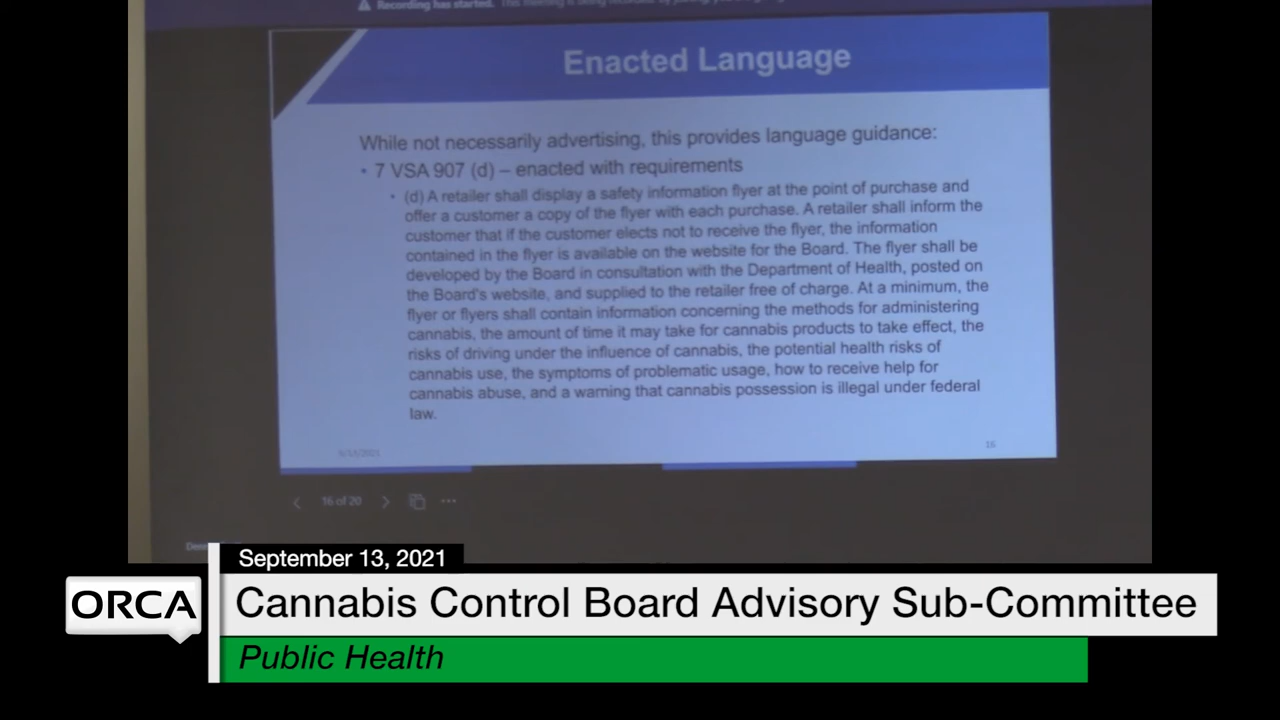 Recording has started.
Enacted Language
While not necessarily advertising, this provides language guidance:
• 7 VSA 907 (d) – enacted with requirements
• (d) A retailer shall display a safety information flyer at the point of purchase and
offer a customer a copy of the flyer with each purchase. A retailer shall inform the
customer that if the customer elects not to receive the flyer, the information
contained in the flyer is available on the website for the Board. The flyer shall be
developed by the Board in consultation with the Department of Health, posted on
the Board's website, and supplied to the retailer free of charge. At a minimum, the
flyer or flyers shall contain information concerning the methods for administering
cannabis, the amount of time it may take for cannabis products to take effect, the
risks of driving under the influence of cannabis, the potential health risks of
cannabis use, the symptoms of problematic usage, how to receive help for
cannabis abuse, and a warning that cannabis possession is illegal under federal
law.
16
16 of 20
September 13, 2021
ORCA
Cannabis Control Board Advisory Sub-Committee
Public Health